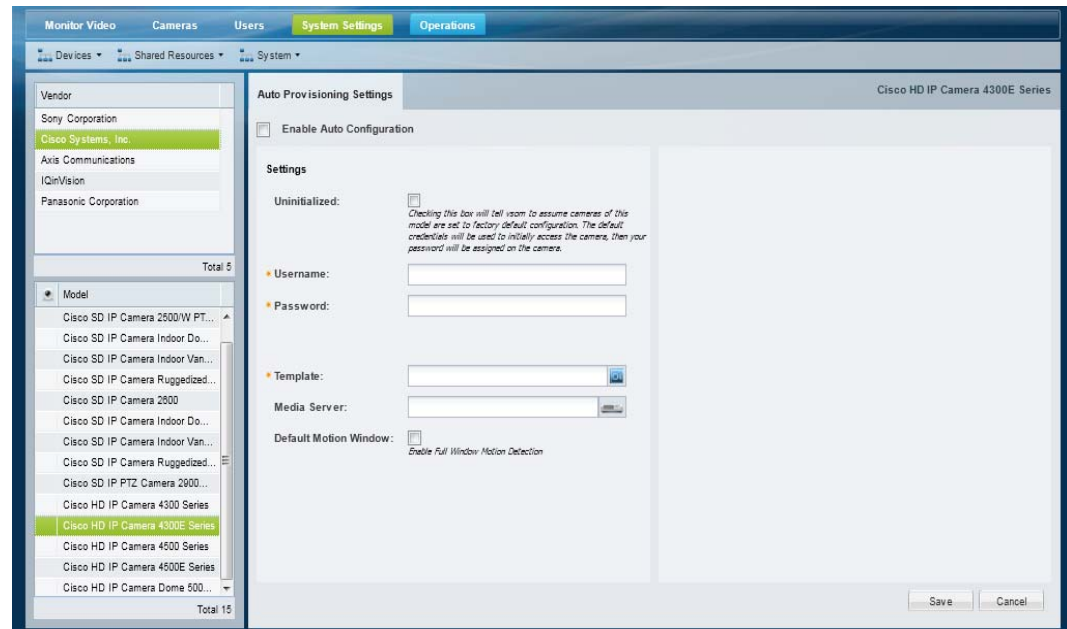 Monitor Video Cameras Users System Settings Operations
Devices Shared Resources System
Vendor
Sony Corporation
Cisco Systems, Inc.
Axis Communications
IQinVision
Panasonic Corporation
Total 5
Model
Cisco SD IP Camera 2500/W PT...
Cisco SD IP Camera Indoor Do...
Cisco SD IP Camera Indoor Van...
Cisco SD IP Camera Ruggedized...
Cisco SD IP Camera 2600
Cisco SD IP Camera Indoor Do...
Cisco SD IP Camera Indoor Van...
Cisco SD IP Camera Ruggedized...
Cisco SD IP PTZ Camera 2900...
Cisco HD IP Camera 4300 Series
Cisco HD IP Camera 4300E Series
Cisco HD IP Camera 4500 Series
Cisco HD IP Camera 4500E Series
Cisco HD IP Camera Dome 500...
Total 15
Auto Provisioning Settings
Cisco HD IP Camera 4300E Series
Enable Auto Configuration
Settings
Uninitialized:
Checking this box will tell vsom to assume cameras of this
model are set to factory default configuration. The default
credentials will be used to initially access the camera, then your
password will be assigned on the camera.
* Username:
* Password:
* Template:
Media Server:
Default Motion Window:
Enable Full Window Motion Detection
Save Cancel